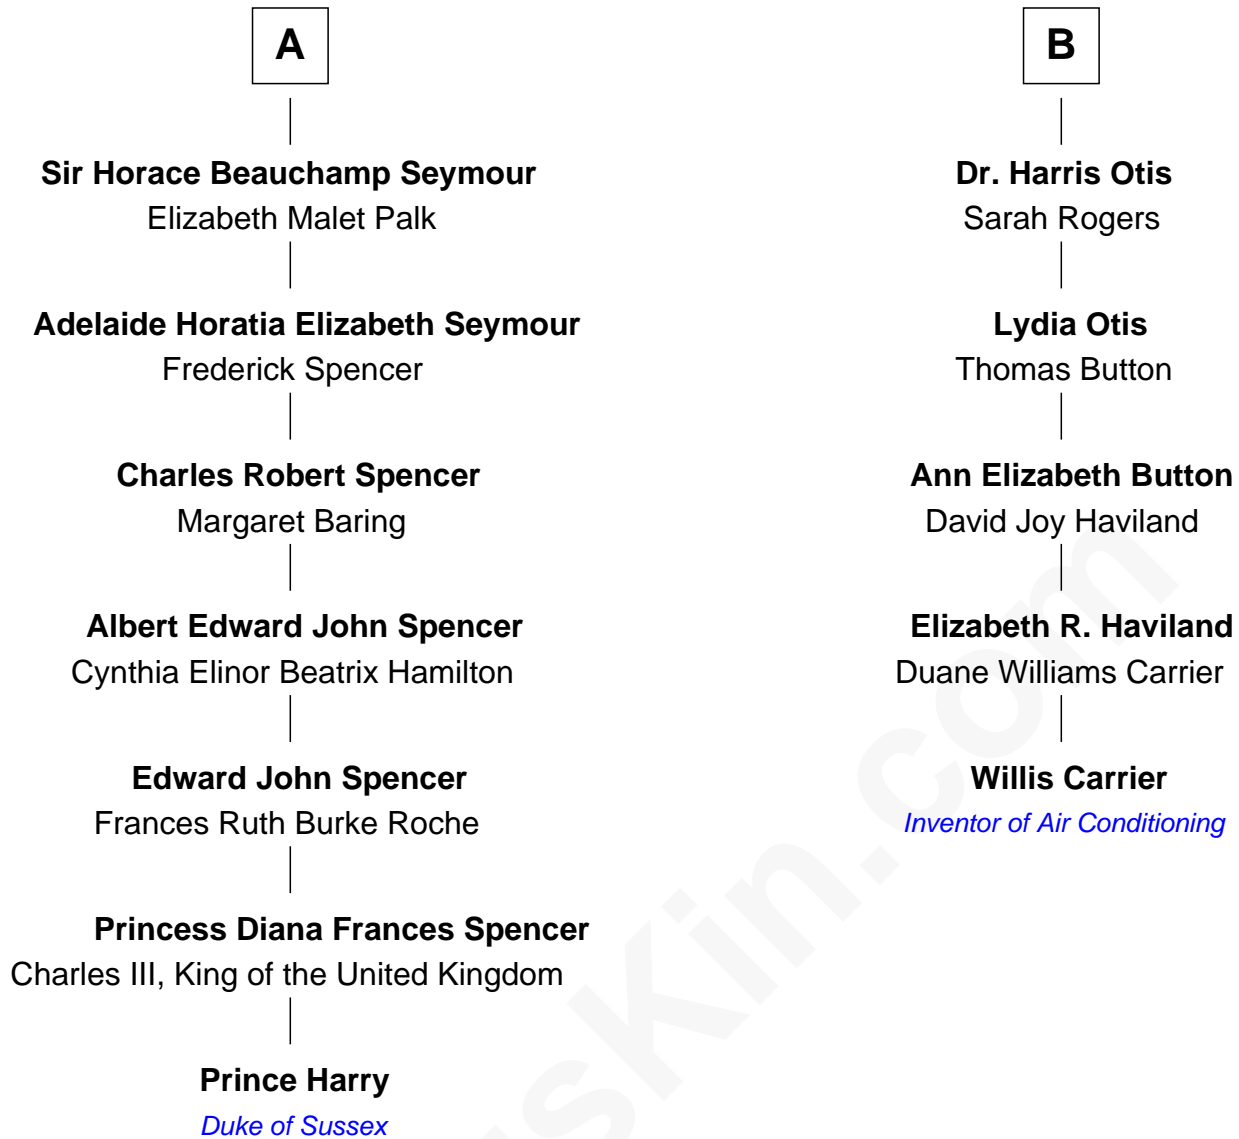 A
Sir Horace Beauchamp Seymour
Elizabeth Malet Palk
Adelaide Horatia Elizabeth Seymour
Frederick Spencer
Charles Robert Spencer
Margaret Baring
Albert Edward John Spencer
Cynthia Elinor Beatrix Hamilton
Edward John Spencer
Frances Ruth Burke Roche
Princess Diana Frances Spencer
Charles III, King of the United Kingdom
Prince Harry
Duke of Sussex
B
Dr. Harris Otis
Sarah Rogers
Lydia Otis
Thomas Button
Ann Elizabeth Button
David Joy Haviland
Elizabeth R. Haviland
Duane Williams Carrier
Willis Carrier
Inventor of Air Conditioning
usKin.com